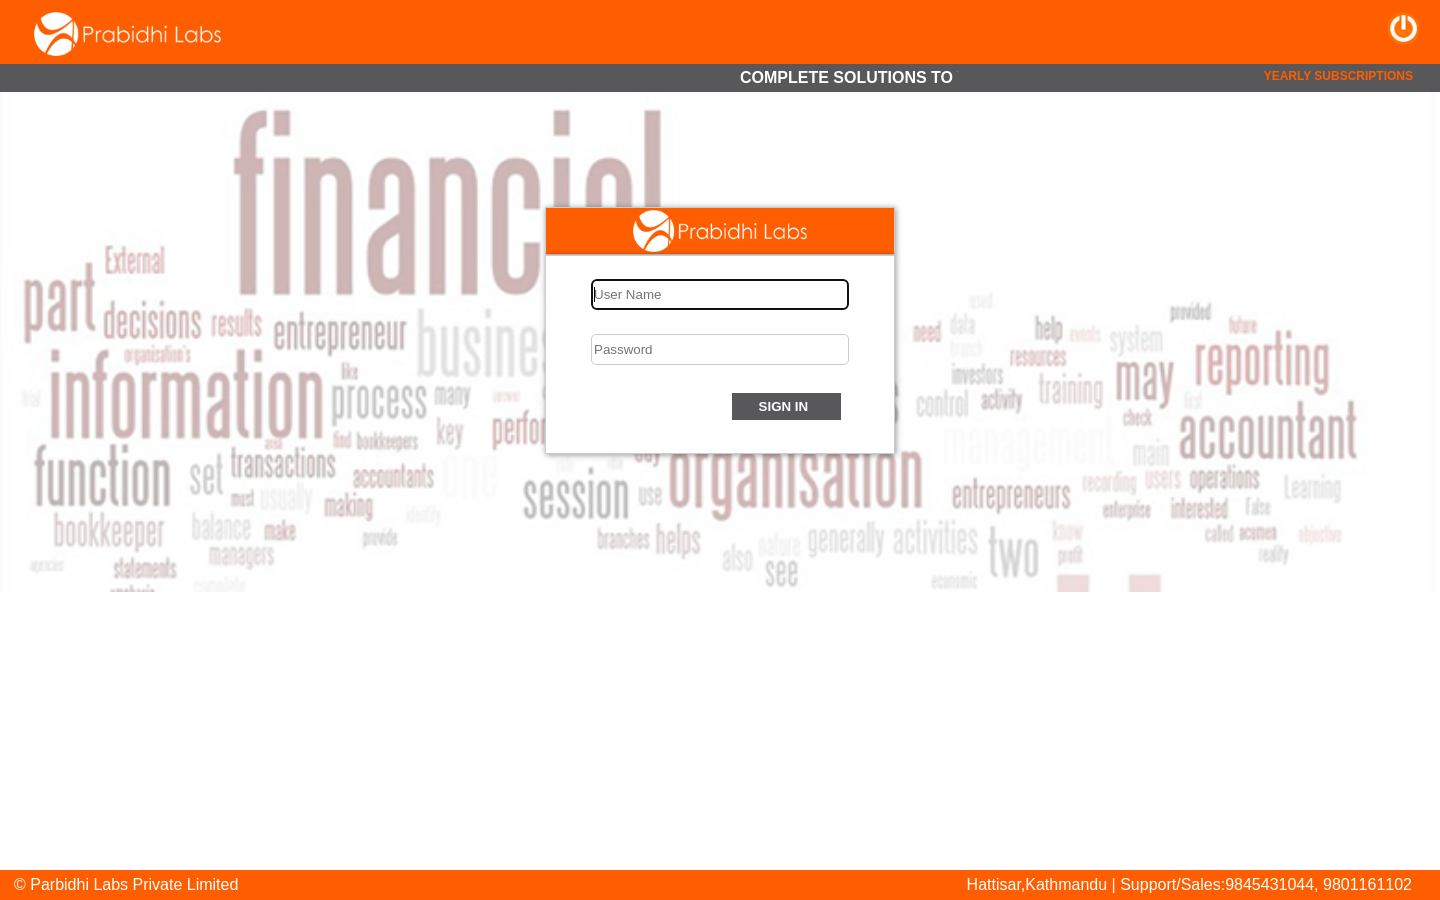 Prabidhi Labs
COMPLETE SOLUTIONS TO
YEARLY SUBSCRIPTIONS
financial
Prabidhi Labs
External
part
decisions
results
entrepreneur
organisation's
User Name
Password
SIGN IN
used
data
need
branch
help
events
provided
system
future
resources
investors
reporting
trial
information
like
process
many
training
may
first
control
activity
check
accountant
area
find
bookkeepers
key
management
main
function
set
transactions
accountants
one
day
organisation
must
usually
making
session
use
entrepreneurs
recording
users
operations
Learning
identity
enterprise
interested
False
bookkeeper
balance
make
provide
branches
helps
generally
activities
know
called
acumen
objective
managers
also
nature
two
profit
reality
agencies
statements
see
economic
© Parbidhi Labs Private Limited
Hattisar,Kathmandu | Support/Sales:9845431044, 9801161102